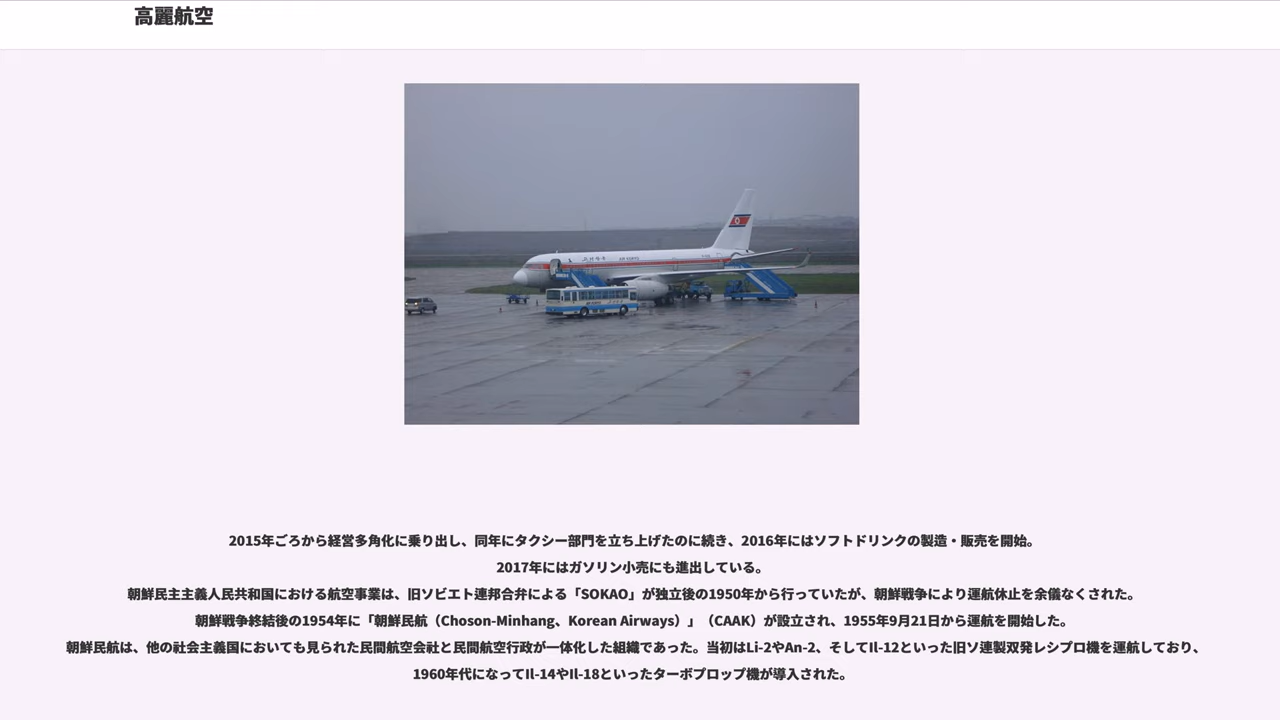 高麗航空
AIR KORYO
2015年ごろから経営多角化に乗り出し、同年にタクシー部門を立ち上げたのに続き、2016年にはソフトドリンクの製造・販売を開始。
2017年にはガソリン小売にも進出している。
朝鮮民主主義人民共和国における航空事業は、旧ソビエト連邦合弁による「SOKAO」が独立後の1950年から行っていたが、朝鮮戦争により運航休止を余儀なくされた。
朝鮮戦争終結後の1954年に「朝鮮民航（Choson-Minhang、Korean Airways）」（CAAK）が設立され、1955年9月21日から運航を開始した。
朝鮮民航は、他の社会主義国においても見られた民間航空会社と民間航空行政が一体化した組織であった。当初はLi-2やAn-2、そしてIl-12といった旧ソ連製双発レシプロ機を運航しており、
1960年代になってIl-14やIl-18といったターボプロップ機が導入された。